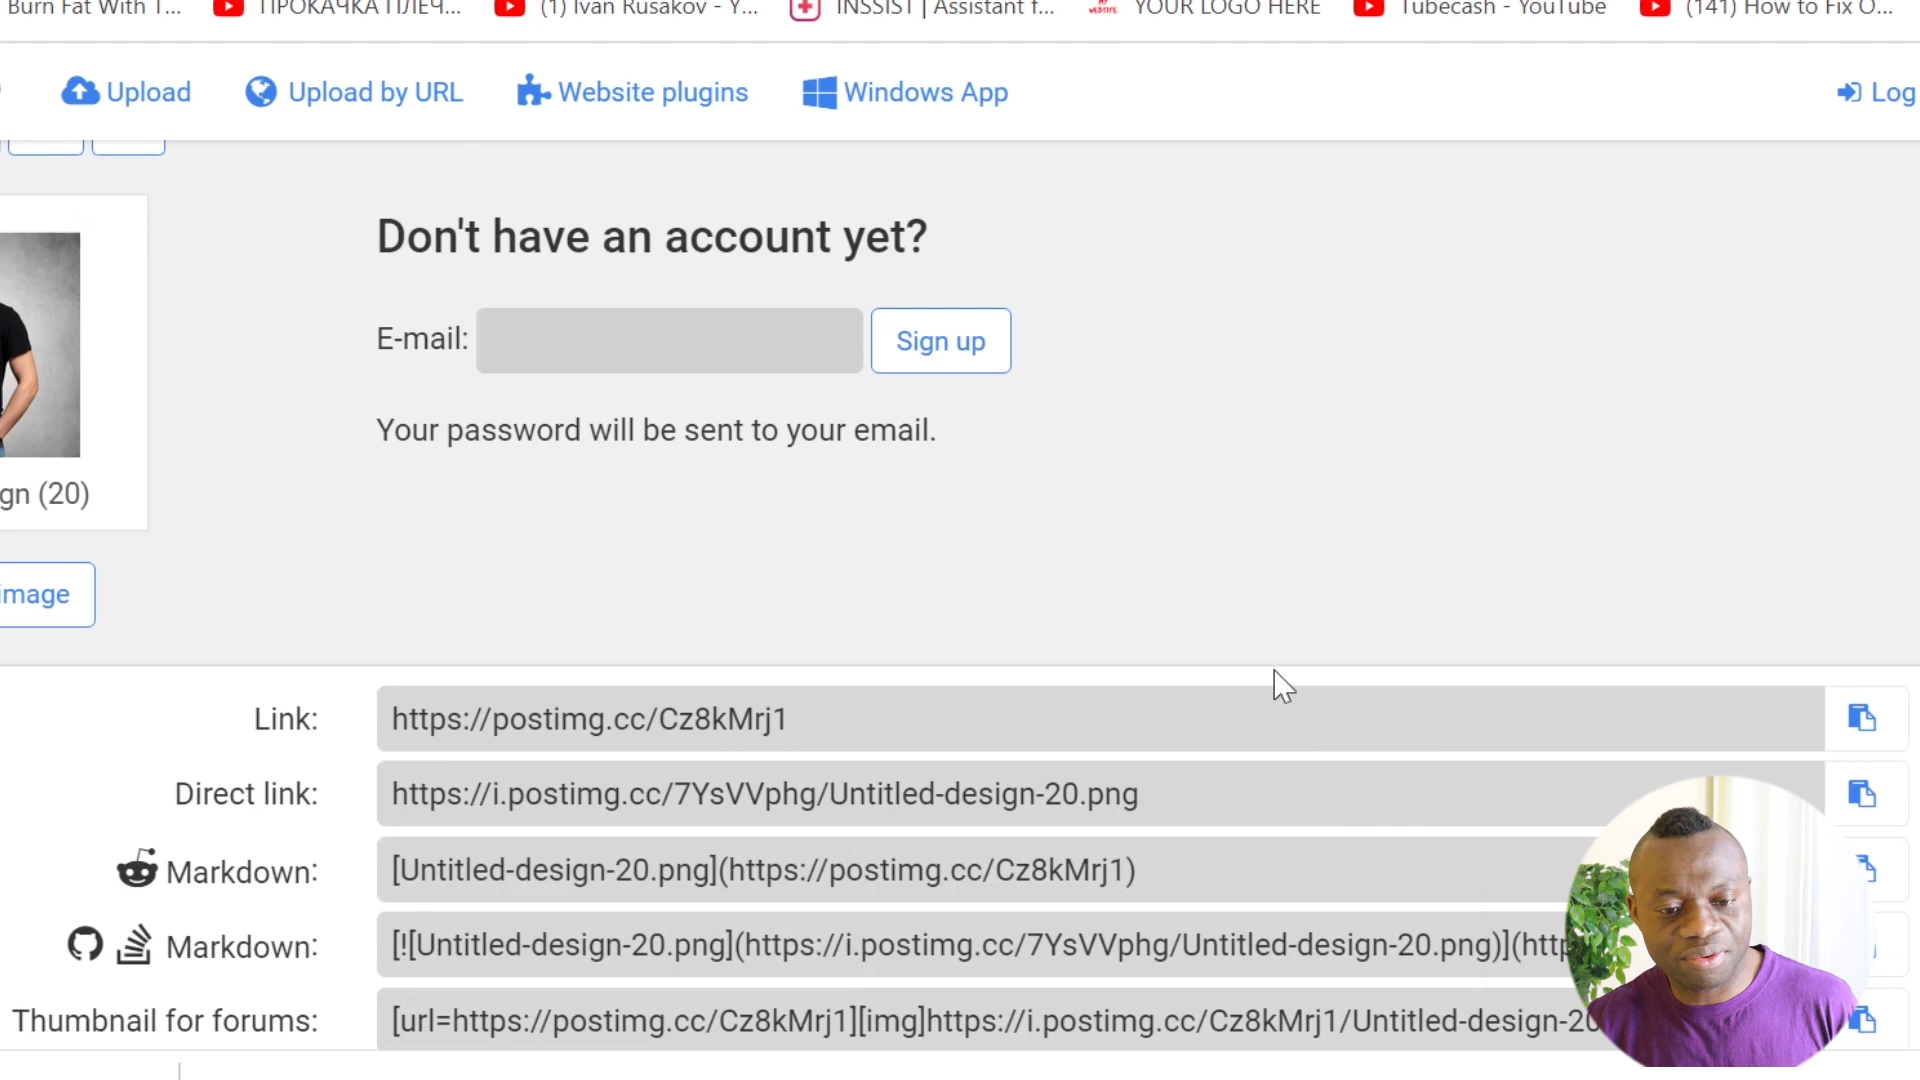 Burn Fat With T...
ПРОКАЧКА ПЛЕЧ...
(1) Ivan Rusakov - Y...
INSSIST | Assistant f...
YOUR LOGO HERE
Tubecash - YouTube
(141) How to Fix O...
Upload
Upload by URL
Website plugins
Windows App
Log
Don't have an account yet?
E-mail:
Sign up
Your password will be sent to your email.
gn (20)
image
Link:
https://postimg.cc/Cz8kMrj1
Direct link:
https://i.postimg.cc/7YsVVphg/Untitled-design-20.png
Markdown:
[Untitled-design-20.png](https://postimg.cc/Cz8kMrj1)
Markdown:
[![Untitled-design-20.png](https://i.postimg.cc/7YsVVphg/Untitled-design-20.png)](http
Thumbnail for forums:
[url=https://postimg.cc/Cz8kMrj1][img]https://i.postimg.cc/Cz8kMrj1/Untitled-design-20